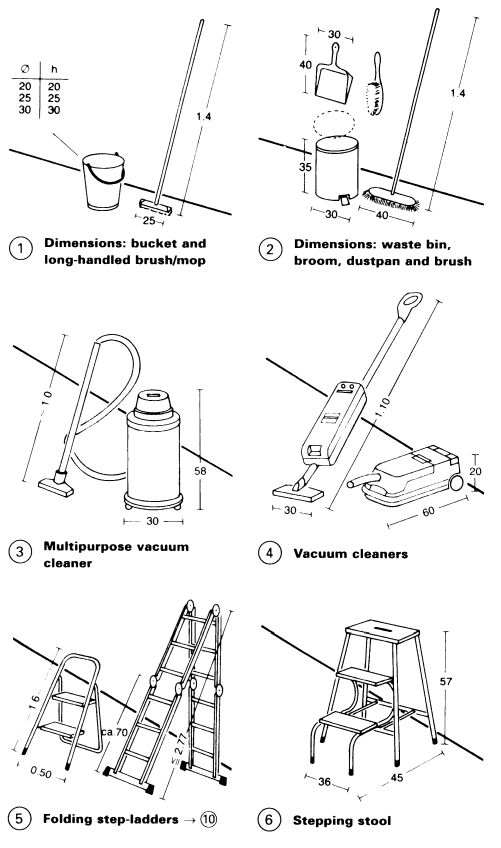 ∅ h
20 20
25 25
30 30
1.4
25
1 Dimensions: bucket and
long-handled brush/mop
30
40
1.4
35
30
40
2 Dimensions: waste bin,
broom, dustpan and brush
1 0
58
30
3 Multipurpose vacuum
cleaner
1.10
20
30
60
4 Vacuum cleaners
1.6
ca.70
≤ 2.77
0.50
5 Folding step-ladders → 10
57
36
45
6 Stepping stool